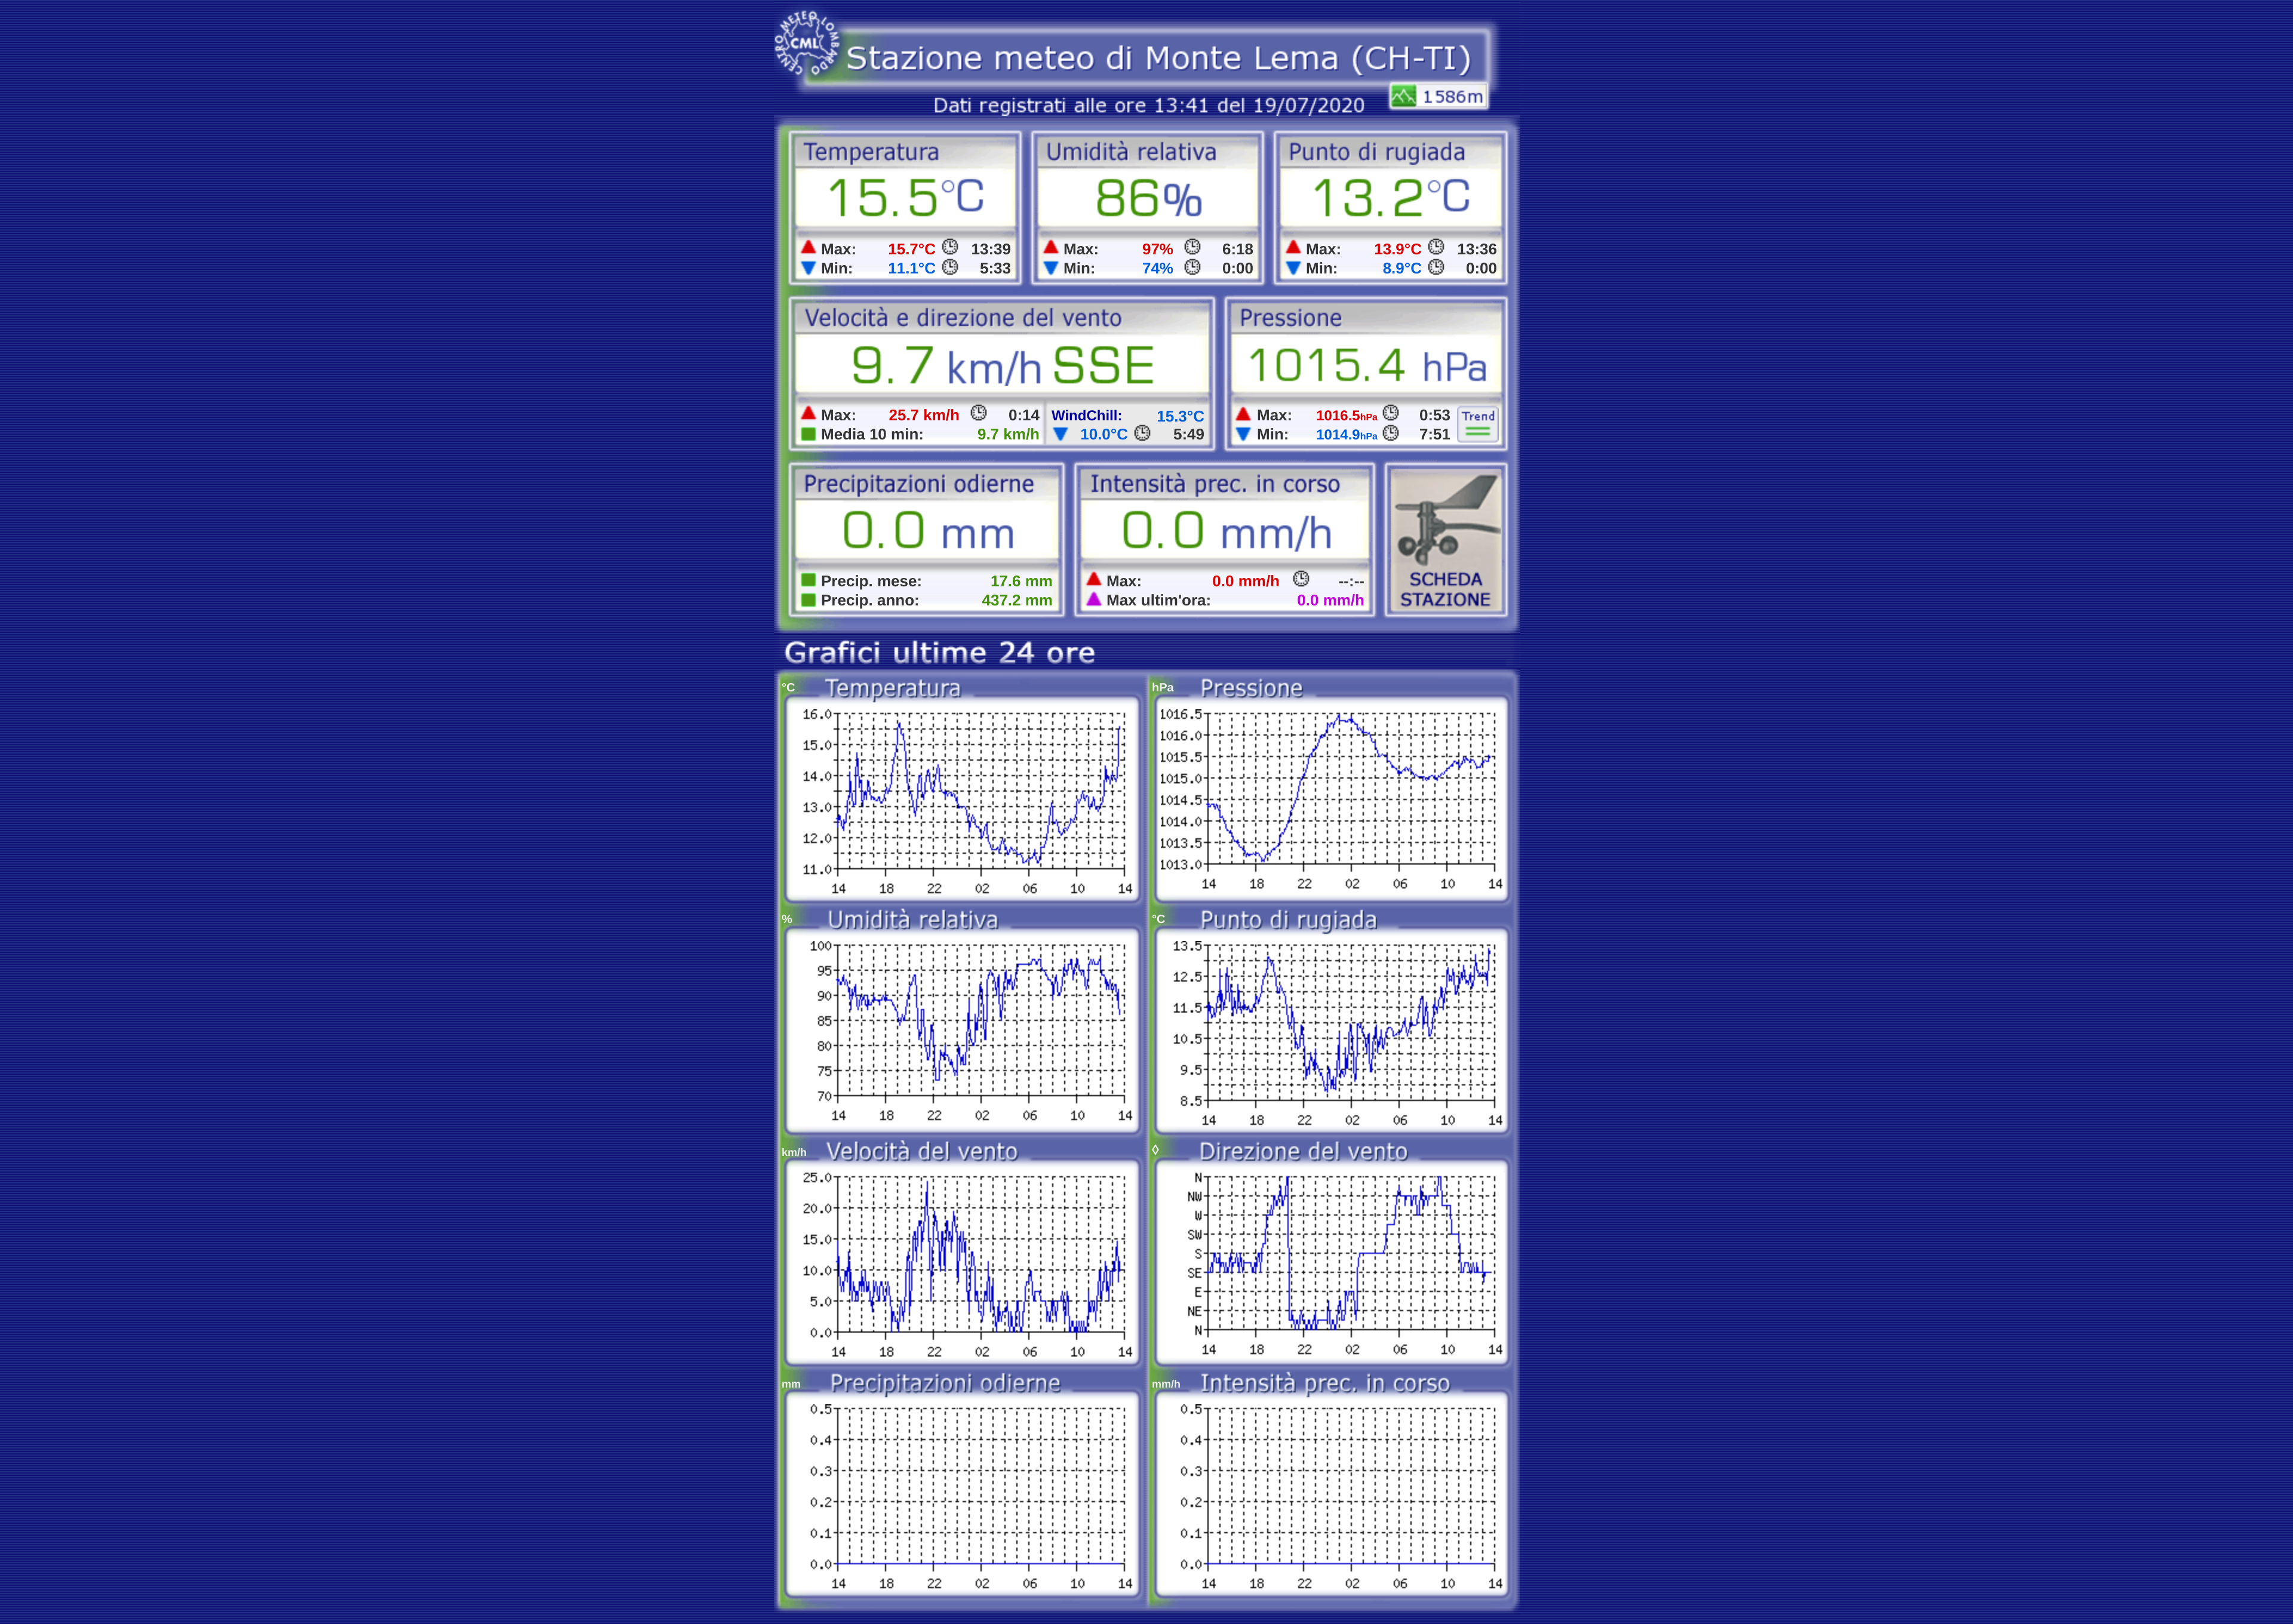 CENTRO METEO LOMBARDO
CML
Stazione meteo di Monte Lema (CH-TI)
1586m
Dati registrati alle ore 13:41 del 19/07/2020
Temperatura
15.5°C
Max: 15.7°C 13:39
Min: 11.1°C 5:33
Umidità relativa
86%
Max: 97% 6:18
Min: 74% 0:00
Punto di rugiada
13.2°C
Max: 13.9°C 13:36
Min: 8.9°C 0:00
Velocità e direzione del vento
9.7 km/h SSE
Max: 25.7 km/h 0:14
Media 10 min: 9.7 km/h
WindChill: 15.3°C
10.0°C 5:49
Pressione
1015.4 hPa
Max: 1016.5hPa 0:53
Min: 1014.9hPa 7:51
Trend
Precipitazioni odierne
0.0 mm
Precip. mese: 17.6 mm
Precip. anno: 437.2 mm
Intensità prec. in corso
0.0 mm/h
Max: 0.0 mm/h --:--
Max ultim'ora: 0.0 mm/h
SCHEDA
STAZIONE
Grafici ultime 24 ore
°C Temperatura
16.0
15.0
14.0
13.0
12.0
11.0
14 18 22 02 06 10 14
hPa Pressione
1016.5
1016.0
1015.5
1015.0
1014.5
1014.0
1013.5
1013.0
14 18 22 02 06 10 14
% Umidità relativa
100
95
90
85
80
75
70
14 18 22 02 06 10 14
°C Punto di rugiada
13.5
12.5
11.5
10.5
9.5
8.5
14 18 22 02 06 10 14
km/h Velocità del vento
25.0
20.0
15.0
10.0
5.0
0.0
14 18 22 02 06 10 14
◊ Direzione del vento
N
NW
W
SW
S
SE
E
NE
N
14 18 22 02 06 10 14
mm Precipitazioni odierne
0.5
0.4
0.3
0.2
0.1
0.0
14 18 22 02 06 10 14
mm/h Intensità prec. in corso
0.5
0.4
0.3
0.2
0.1
0.0
14 18 22 02 06 10 14